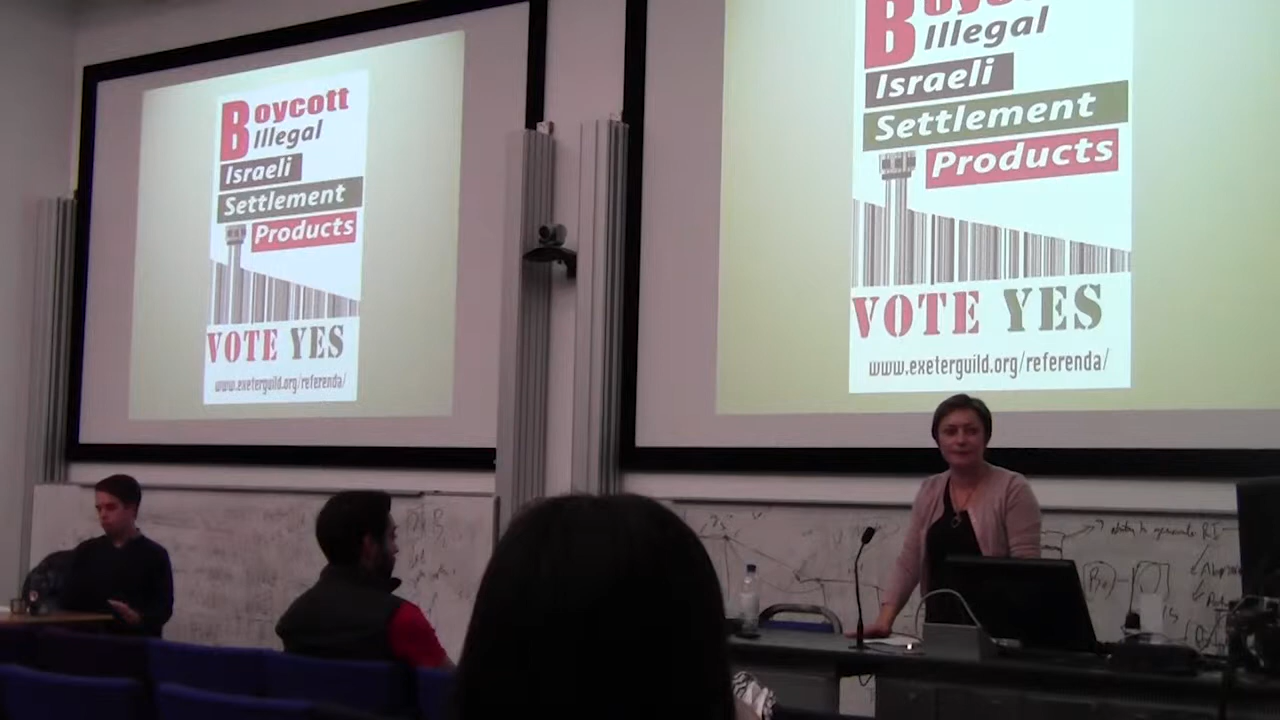 Boycott
Illegal
Israeli
Settlement
Products
VOTE YES
www.exeterguild.org/referenda/
Illegal
Israeli
Settlement
Products
VOTE YES
www.exeterguild.org/referenda/